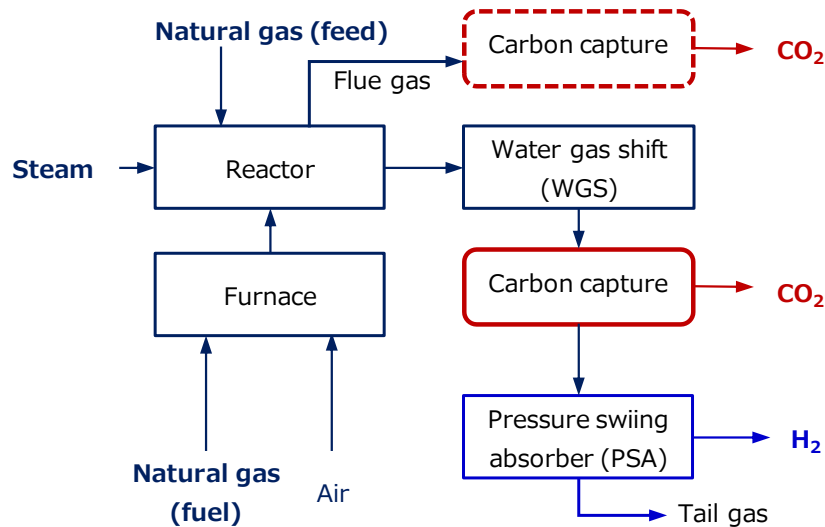 Natural gas (feed)
Carbon capture
CO₂
Flue gas
Steam
Reactor
Water gas shift
(WGS)
Furnace
Carbon capture
CO₂
Pressure swiing
absorber (PSA)
H₂
Natural gas
(fuel)
Air
Tail gas